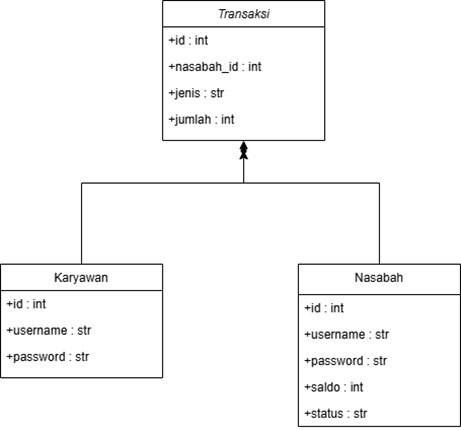 Transaksi
+id : int
+nasabah_id : int
+jenis : str
+jumlah : int
Karyawan
+id : int
+username : str
+password : str
Nasabah
+id : int
+username : str
+password : str
+saldo : int
+status : str